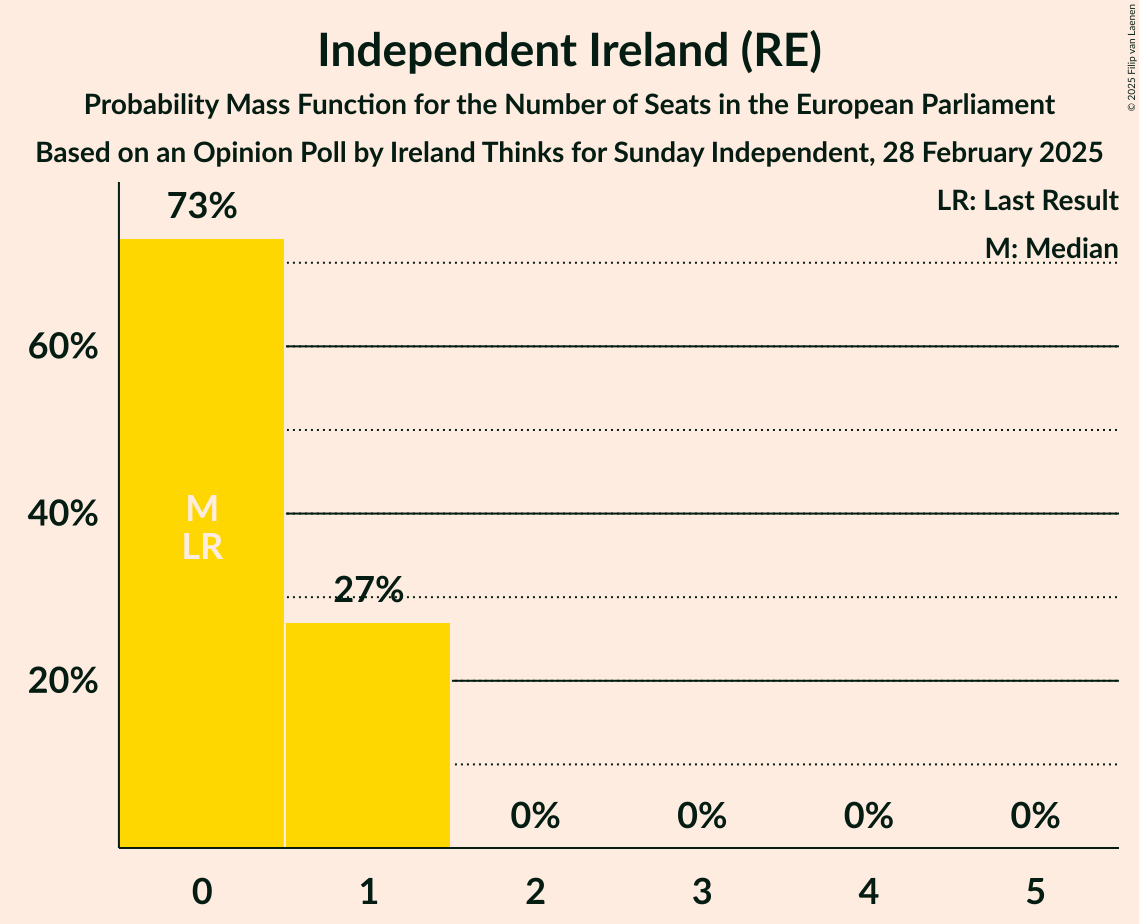 Independent Ireland (RE)
Probability Mass Function for the Number of Seats in the European Parliament
Based on an Opinion Poll by Ireland Thinks for Sunday Independent, 28 February 2025
© 2025 Filip van Laenen
LR: Last Result
M: Median
73%
60%
40%
20%
M
LR
27%
0%
0%
0%
0%
0
1
2
3
4
5